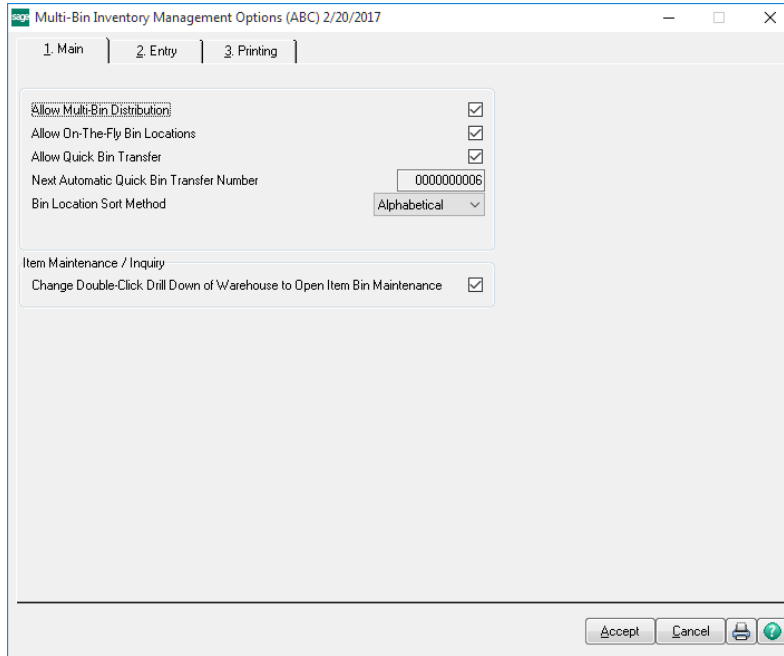 sage Multi-Bin Inventory Management Options (ABC) 2/20/2017
1. Main 2. Entry 3. Printing
Allow Multi-Bin Distribution
Allow On-The-Fly Bin Locations
Allow Quick Bin Transfer
Next Automatic Quick Bin Transfer Number 0000000006
Bin Location Sort Method Alphabetical
Item Maintenance / Inquiry
Change Double-Click Drill Down of Warehouse to Open Item Bin Maintenance
Accept Cancel ?